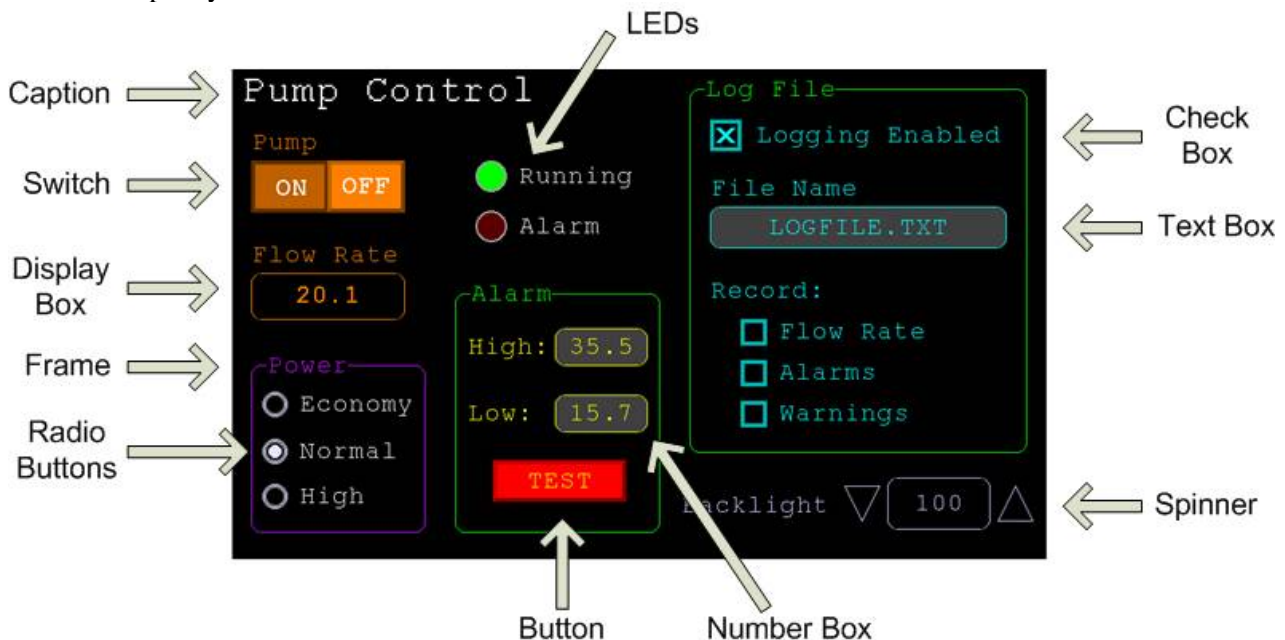 LEDs
Caption
Pump Control
Log File
Check
Box
Logging Enabled
Pump
Switch
ON OFF
Running
File Name
LOGFILE.TXT
Text Box
Alarm
Flow Rate
Display
Box
20.1
Alarm
Record:
Flow Rate
High: 35.5
Frame
Power
Alarms
Economy
Low: 15.7
Warnings
Radio
Buttons
Normal
TEST
High
Backlight
100
Spinner
Button
Number Box